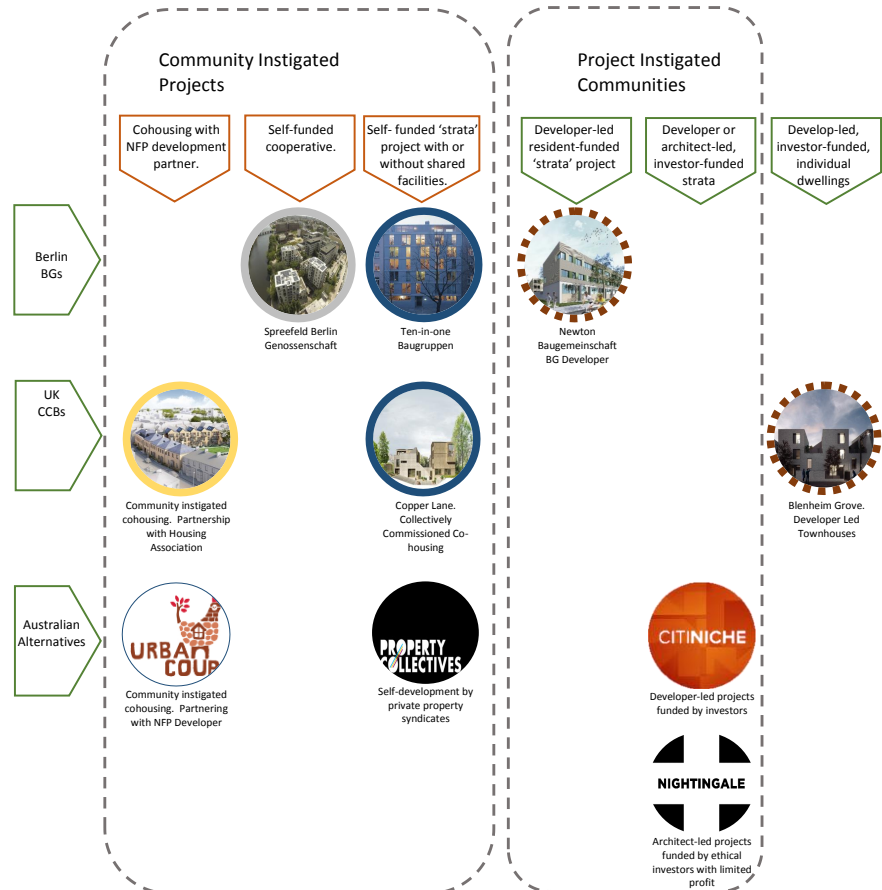 Community Instigated
Projects
Project Instigated
Communities
Cohousing with
NFP development
partner.
Self-funded
cooperative.
Self- funded ‘strata’
project with or
without shared
facilities.
Developer-led
resident-funded
‘strata’ project
Developer or
architect-led,
investor-funded
strata
Develop-led,
investor-funded,
individual
dwellings
Berlin
BGs
Spreefeld Berlin
Genossenschaft
Ten-in-one
Baugruppen
Newton
Baugemeinschaft
BG Developer
UK
CCBs
Community instigated
cohousing. Partnership
with Housing
Association
Copper Lane.
Collectively
Commissioned Co-
housing
Blenheim Grove.
Developer Led
Townhouses
Australian
Alternatives
URBAN
COUP
PROPERTY
COLLECTIVES
CITINICHE
Community instigated
cohousing. Partnering
with NFP Developer
Self-development by
private property
syndicates
Developer-led projects
funded by investors
NIGHTINGALE
Architect-led projects
funded by ethical
investors with limited
profit